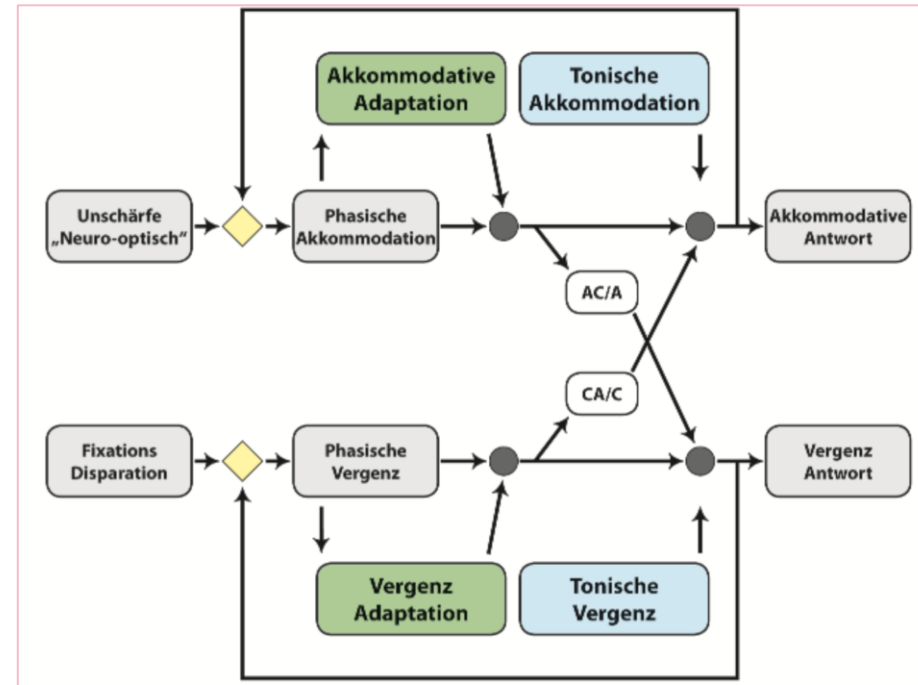 Akkommodative
Adaptation
Tonische
Akkommodation
Unschärfe
„Neuro-optisch“
Phasische
Akkommodation
Akkommodative
Antwort
AC/A
CA/C
Fixations
Disparation
Phasische
Vergenz
Vergenz
Antwort
Vergenz
Adaptation
Tonische
Vergenz